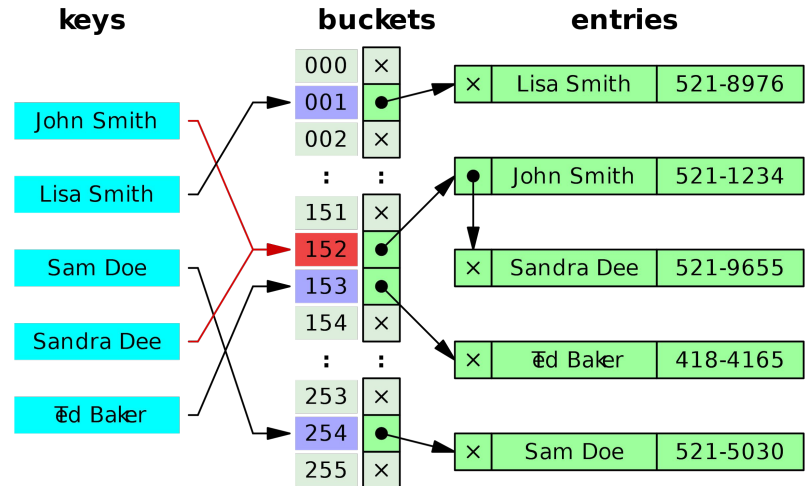 keys
buckets
entries
John Smith
Lisa Smith
Sam Doe
Sandra Dee
Ted Baker
000 ×
001
002 ×
: :
151 ×
152
153
154 ×
: :
253 ×
254
255 ×
× Lisa Smith 521-8976
John Smith 521-1234
× Sandra Dee 521-9655
× Ted Baker 418-4165
× Sam Doe 521-5030